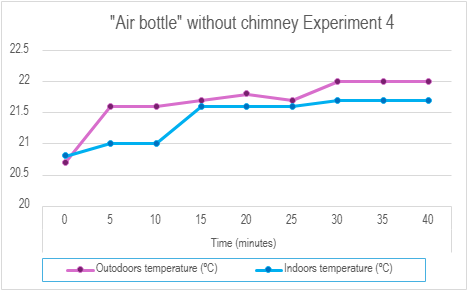 "Air bottle" without chimney Experiment 4
22.5
22
21.5
21
20.5
20
0 5 10 15 20 25 30 35 40
Time (minutes)
Outodoors temperature (ºC) Indoors temperature (ºC)